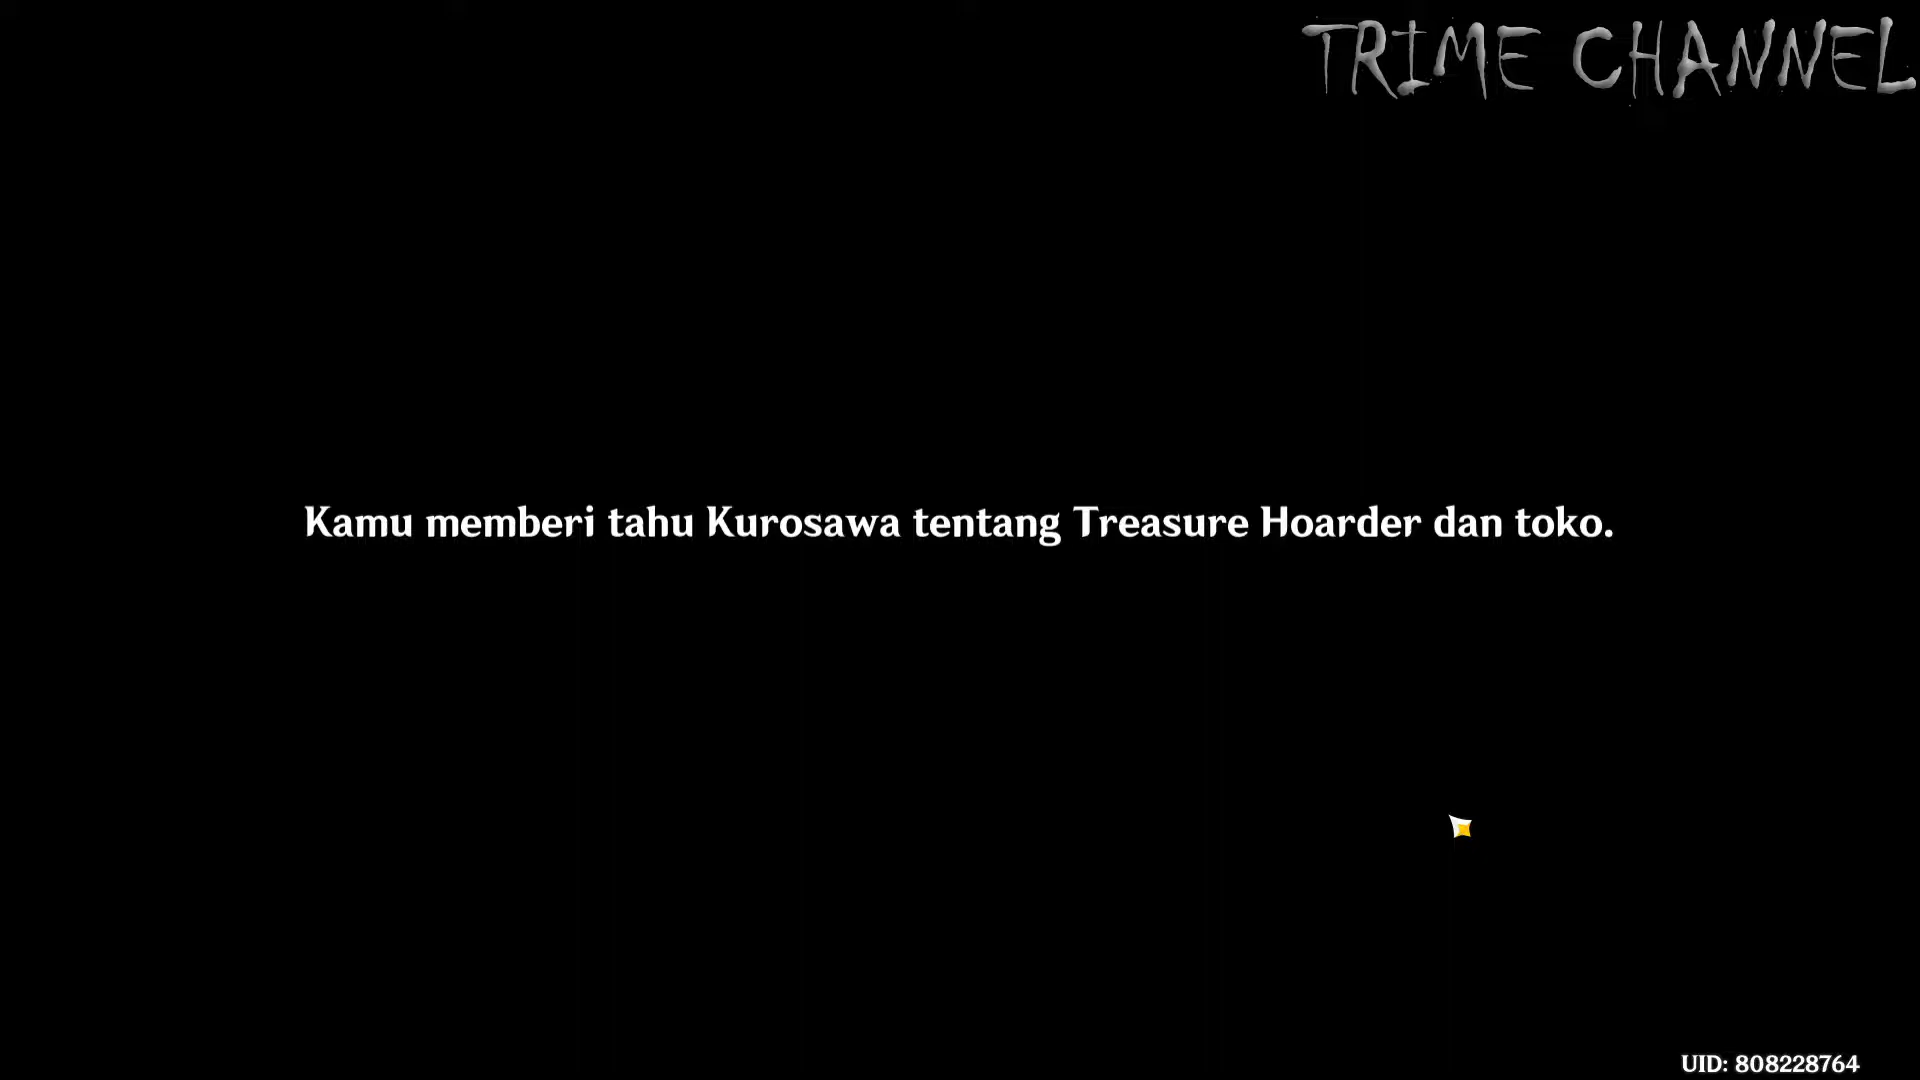 TRIME CHANNEL
Kamu memberi tahu Kurosawa tentang Treasure Hoarder dan toko.
UID: 808228764